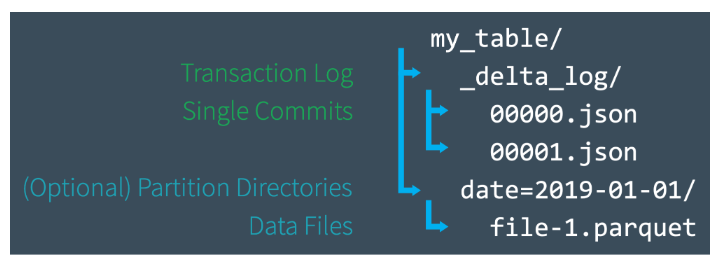 my_table/
Transaction Log _delta_log/
Single Commits 00000.json
00001.json
(Optional) Partition Directories date=2019-01-01/
Data Files file-1.parquet